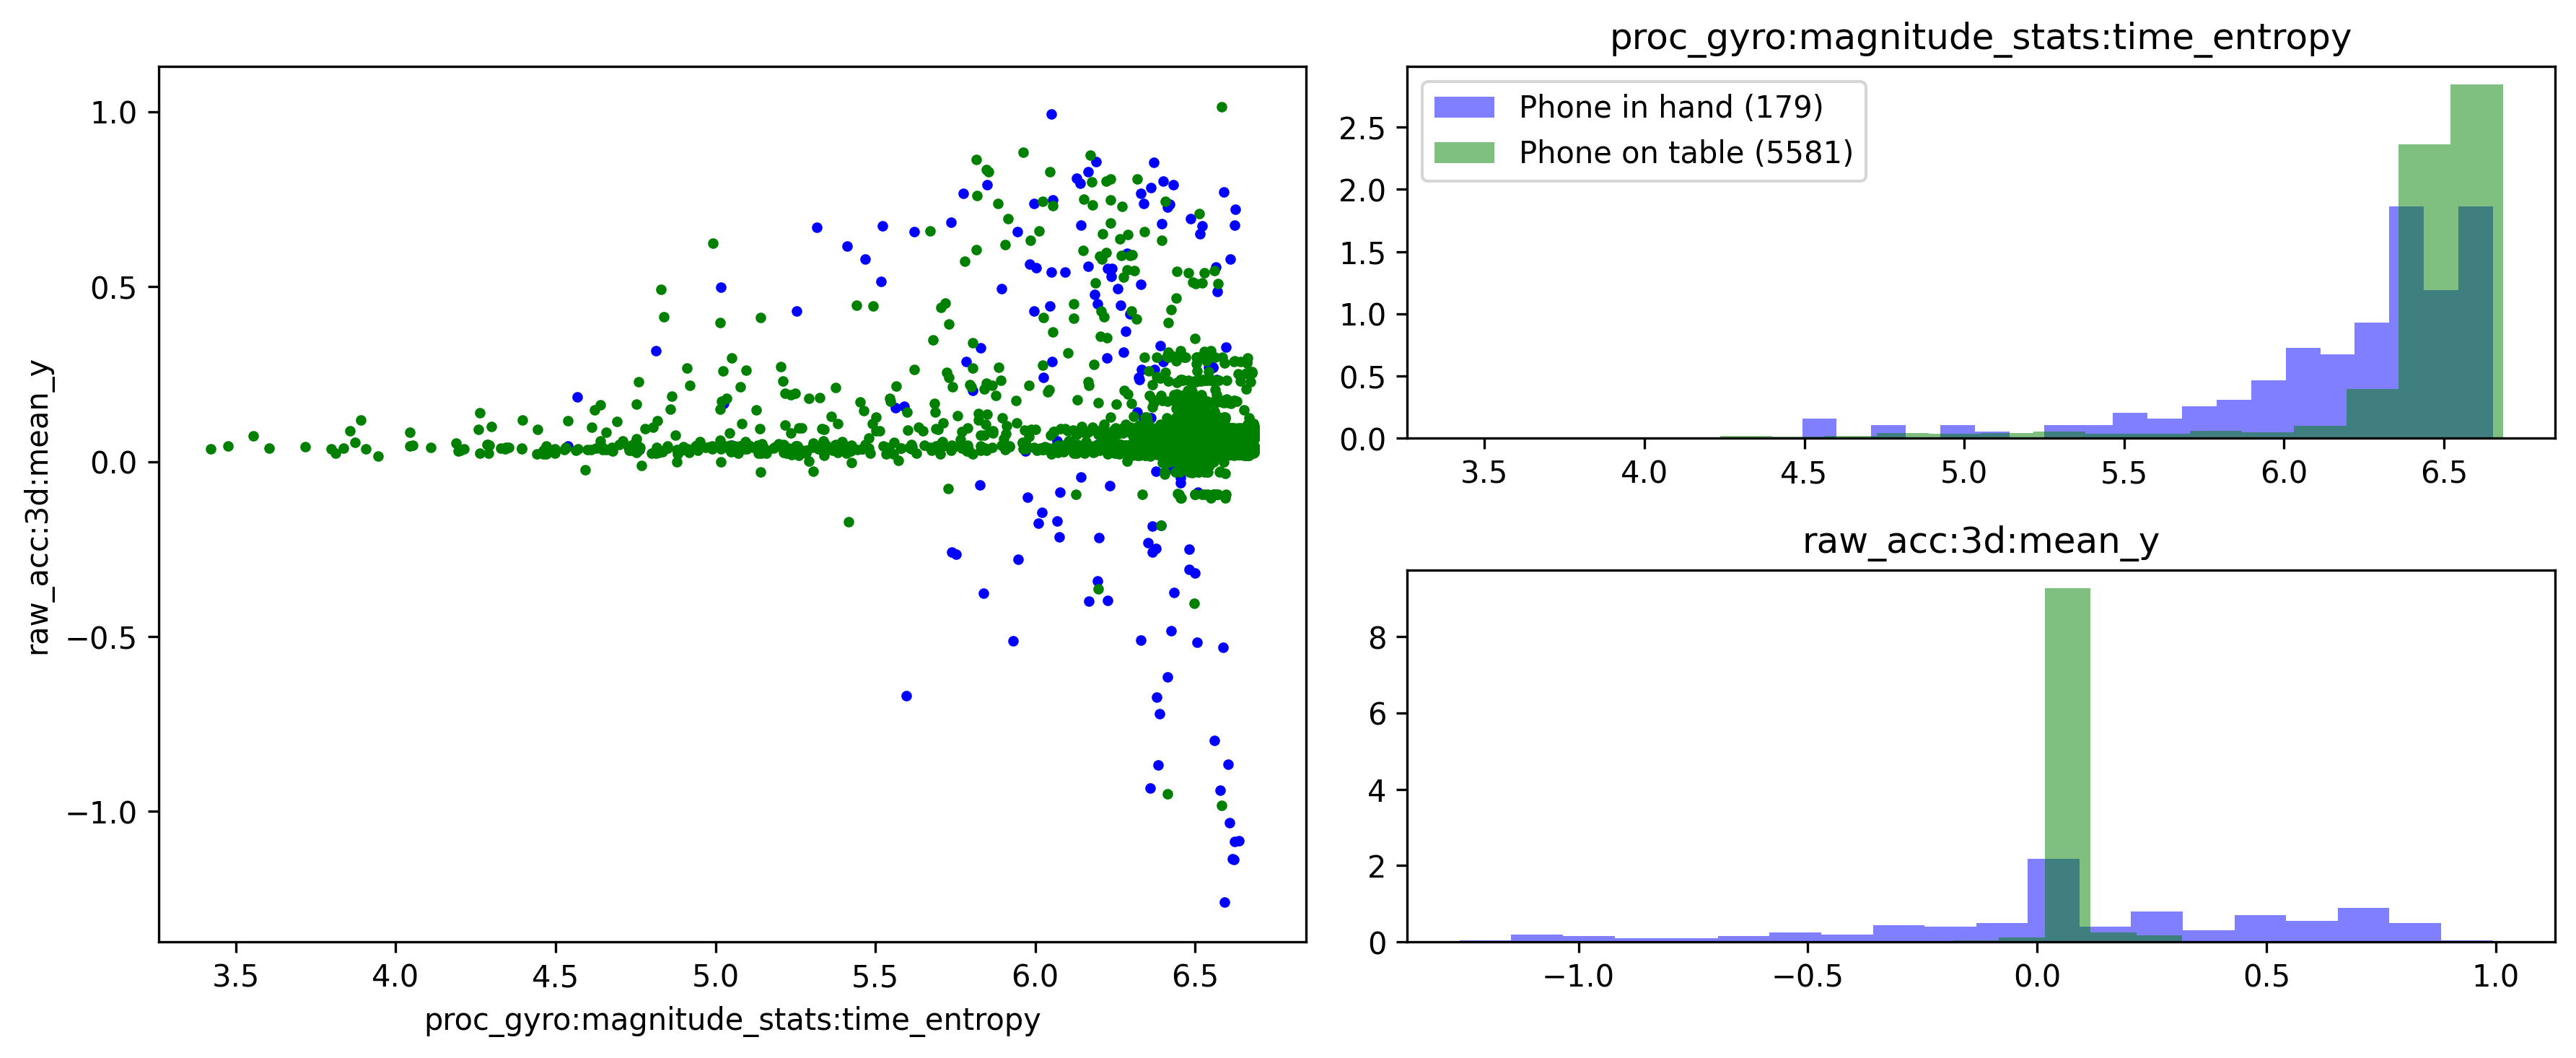 1.0
0.5
0.0
−0.5
−1.0
raw_acc:3d:mean_y
3.5 4.0 4.5 5.0 5.5 6.0 6.5
proc_gyro:magnitude_stats:time_entropy
proc_gyro:magnitude_stats:time_entropy
Phone in hand (179)
Phone on table (5581)
2.5
2.0
1.5
1.0
0.5
0.0
3.5 4.0 4.5 5.0 5.5 6.0 6.5
raw_acc:3d:mean_y
8
6
4
2
0
−1.0 −0.5 0.0 0.5 1.0